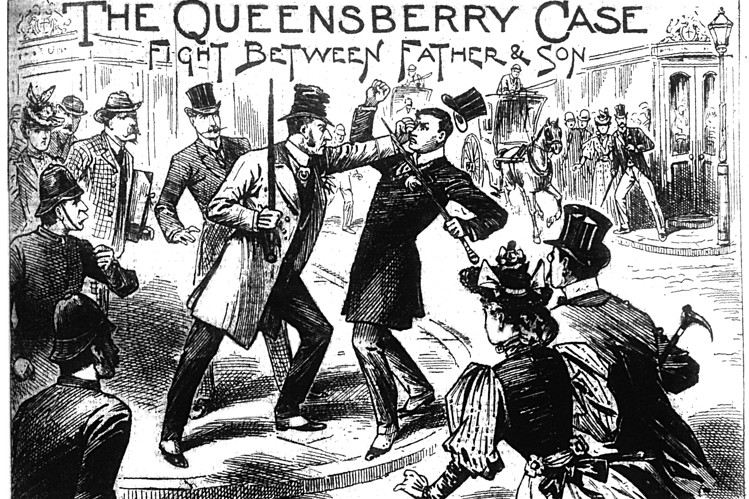 THE QUEENSBERRY CASE
FIGHT BETWEEN FATHER & SON